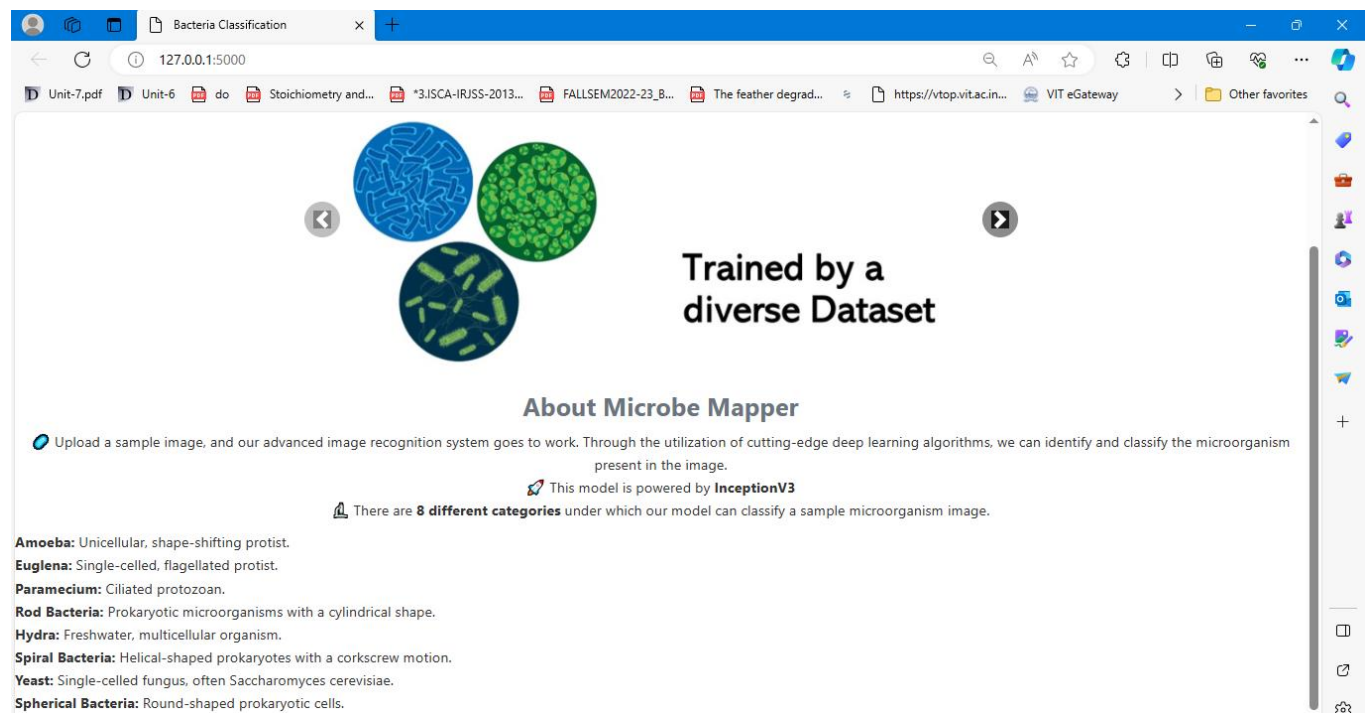 Bacteria Classification
127.0.0.1:5000
Unit-7.pdf Unit-6 do Stoichiometry and... *3.ISCA-IRJSS-2013... FALLSEM2022-23_B... The feather degrad... https://vtop.vit.ac.in... VIT eGateway Other favorites
Trained by a
diverse Dataset
About Microbe Mapper
Upload a sample image, and our advanced image recognition system goes to work. Through the utilization of cutting-edge deep learning algorithms, we can identify and classify the microorganism
present in the image.
This model is powered by InceptionV3
There are 8 different categories under which our model can classify a sample microorganism image.
Amoeba: Unicellular, shape-shifting protist.
Euglena: Single-celled, flagellated protist.
Paramecium: Ciliated protozoan.
Rod Bacteria: Prokaryotic microorganisms with a cylindrical shape.
Hydra: Freshwater, multicellular organism.
Spiral Bacteria: Helical-shaped prokaryotes with a corkscrew motion.
Yeast: Single-celled fungus, often Saccharomyces cerevisiae.
Spherical Bacteria: Round-shaped prokaryotic cells.